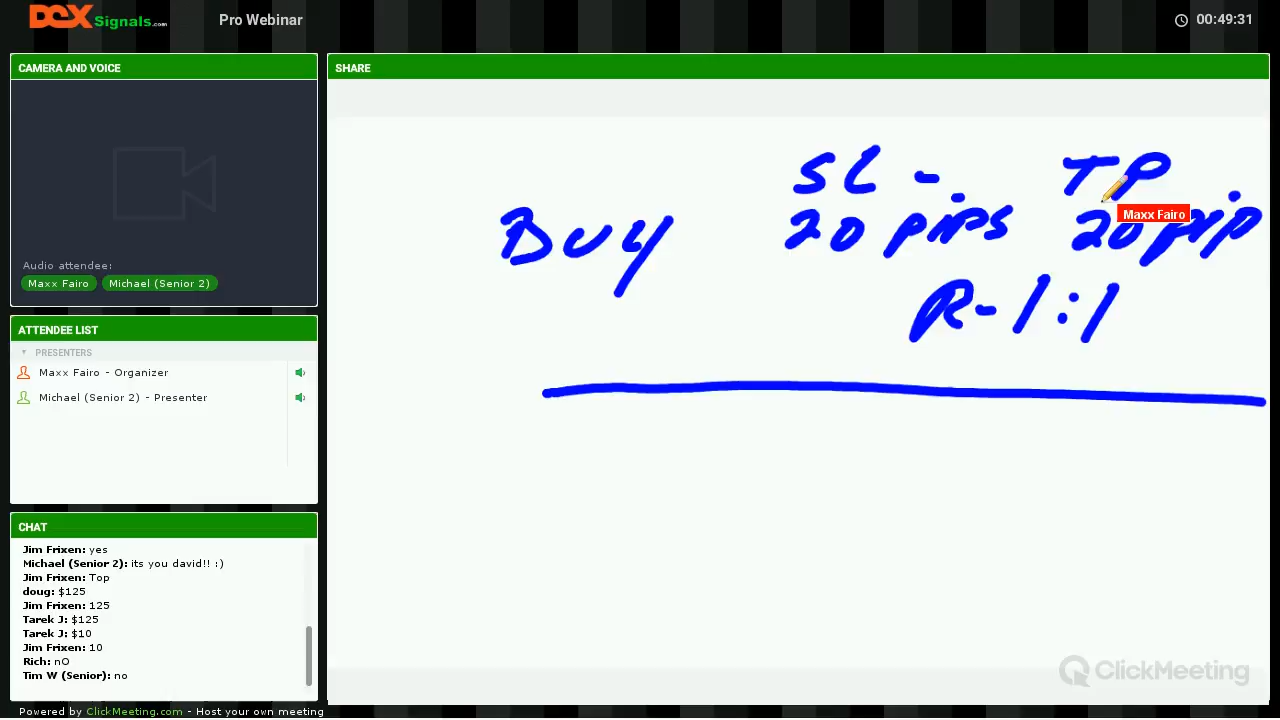 DEX Signals.com
Pro Webinar
00:49:31
CAMERA AND VOICE
Audio attendee:
Maxx Fairo
Michael (Senior 2)
ATTENDEE LIST
PRESENTERS
Maxx Fairo - Organizer
Michael (Senior 2) - Presenter
CHAT
Jim Frixen: yes
Michael (Senior 2): its you david!! :)
Jim Frixen: Top
doug: $125
Jim Frixen: 125
Tarek J: $125
Tarek J: $10
Jim Frixen: 10
Rich: nO
Tim W (Senior): no
Powered by ClickMeeting.com - Host your own meeting
SHARE
SL - TP
Maxx Fairo
BUY 20 pips 20 pip
R - 1:1
ClickMeeting